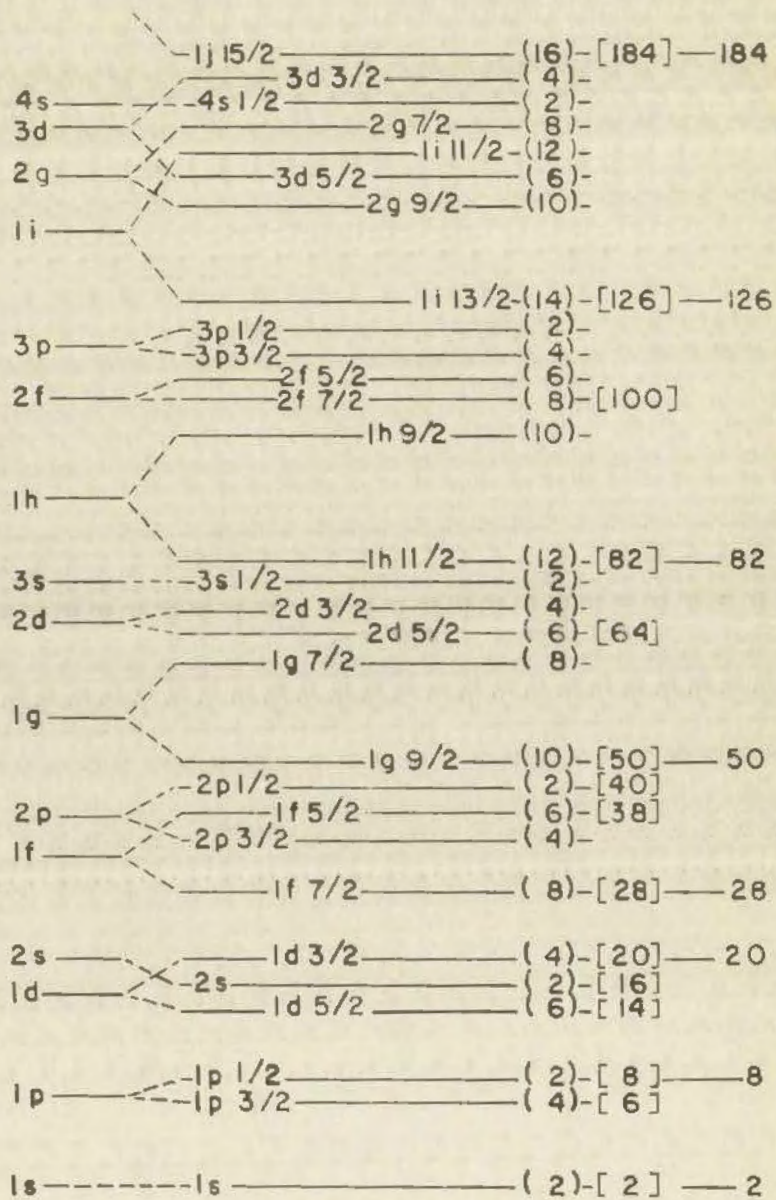 1j 15/2 (16)-[184] 184
3d 3/2 (4)-
4s 4s 1/2 (2)-
3d 2g 7/2 (8)-
1i 11/2-(12)-
2g 3d 5/2 (6)-
2g 9/2 (10)-
1i
1i 13/2-(14)-[126] 126
3p 1/2 (2)-
3p 3p 3/2 (4)-
2f 5/2 (6)-
2f 2f 7/2 (8)-[100]
1h 9/2 (10)-
1h
1h 11/2 (12)-[82] 82
3s 3s 1/2 (2)-
2d 2d 3/2 (4)-
2d 5/2 (6)-[64]
1g 7/2 (8)-
1g
1g 9/2 (10)-[50] 50
2p 1/2 (2)-[40]
2p 1f 5/2 (6)-[38]
1f 2p 3/2 (4)-
1f 7/2 (8)-[28] 28
2s 1d 3/2 (4)-[20] 20
1d 2s (2)-[16]
1d 5/2 (6)-[14]
1p 1/2 (2)-[8] 8
1p 1p 3/2 (4)-[6]
1s 1s (2)-[2] 2